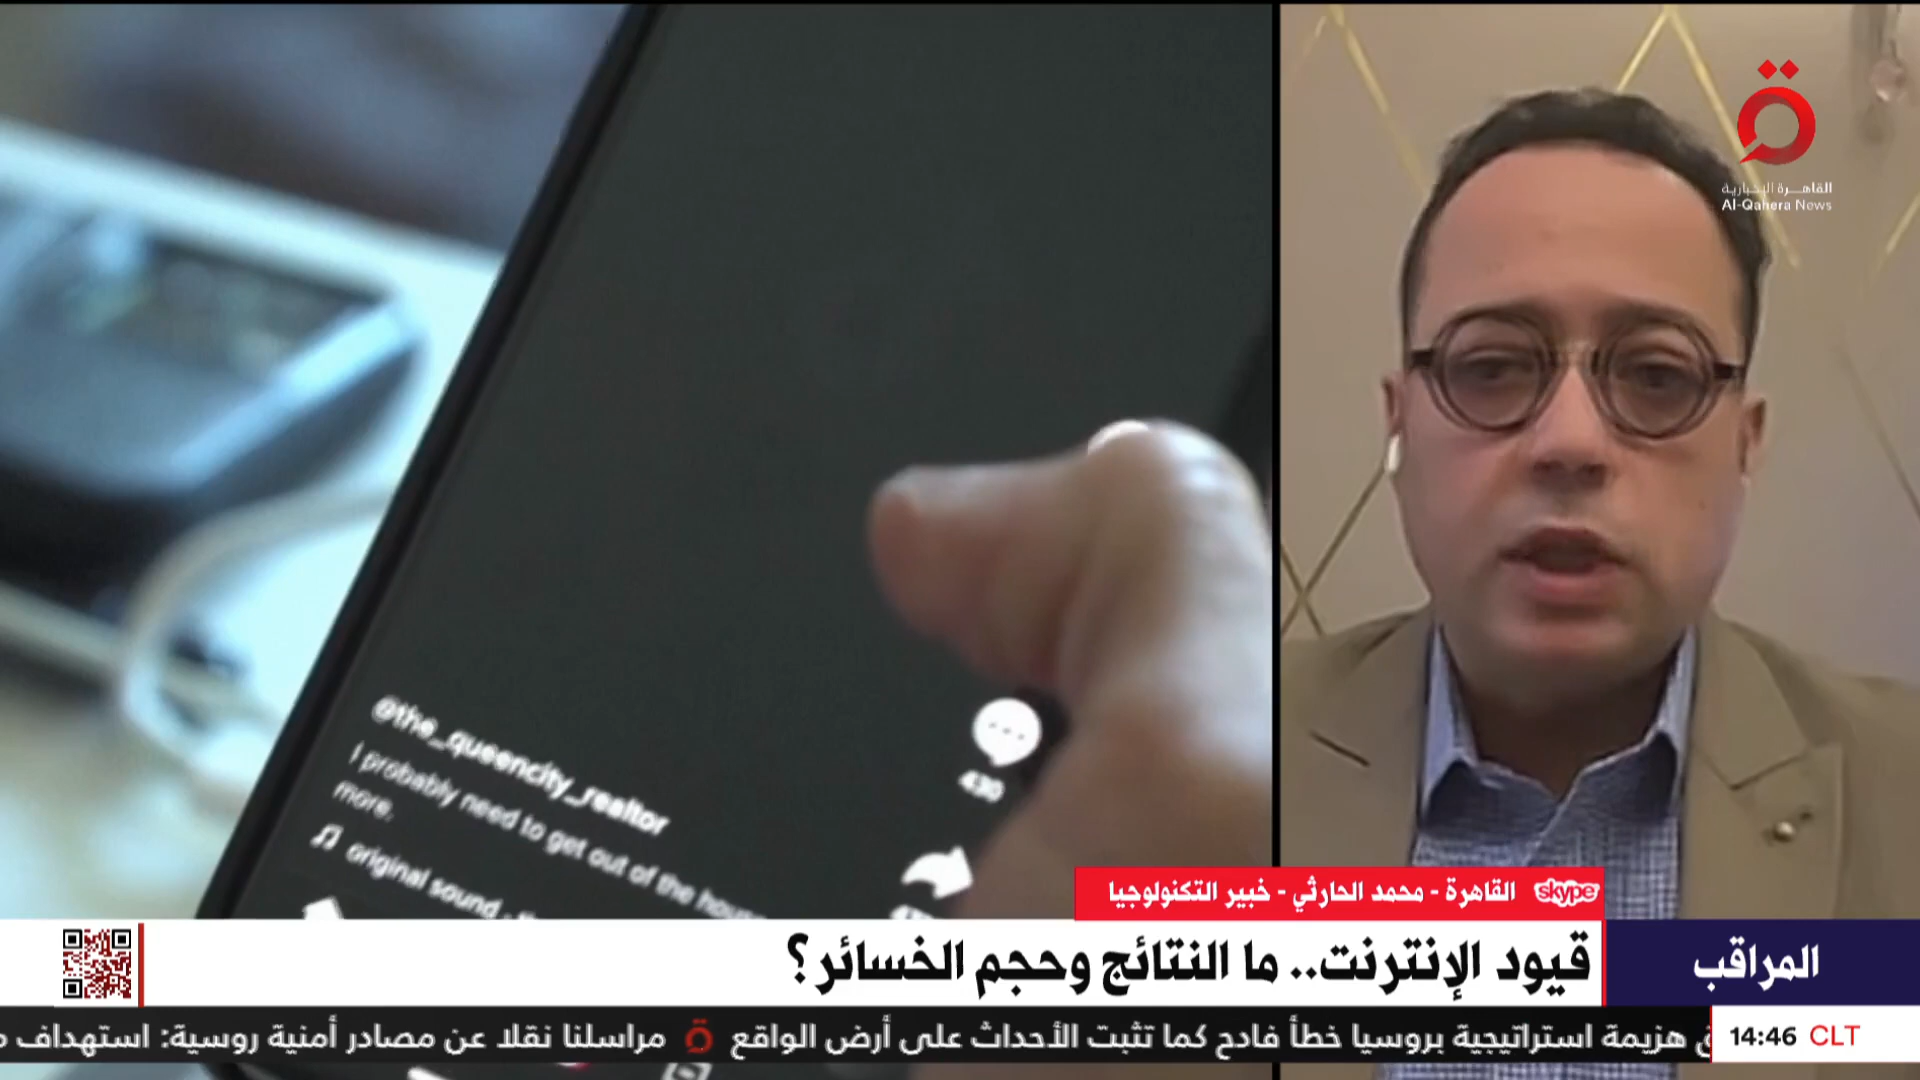 القاهرة الإخبارية
Al-Qahera News
@the_queencity_realtor
I probably need to get out of the house
more.
original sound -
430
skype القاهرة - محمد الحارثي - خبير التكنولوجيا
المراقب
قيود الإنترنت.. ما النتائج وحجم الخسائر؟
14:46 CLT
هزيمة استراتيجية بروسيا خطأ فادح كما تثبت الأحداث على أرض الواقع مراسلنا نقلا عن مصادر أمنية روسية: استهداف